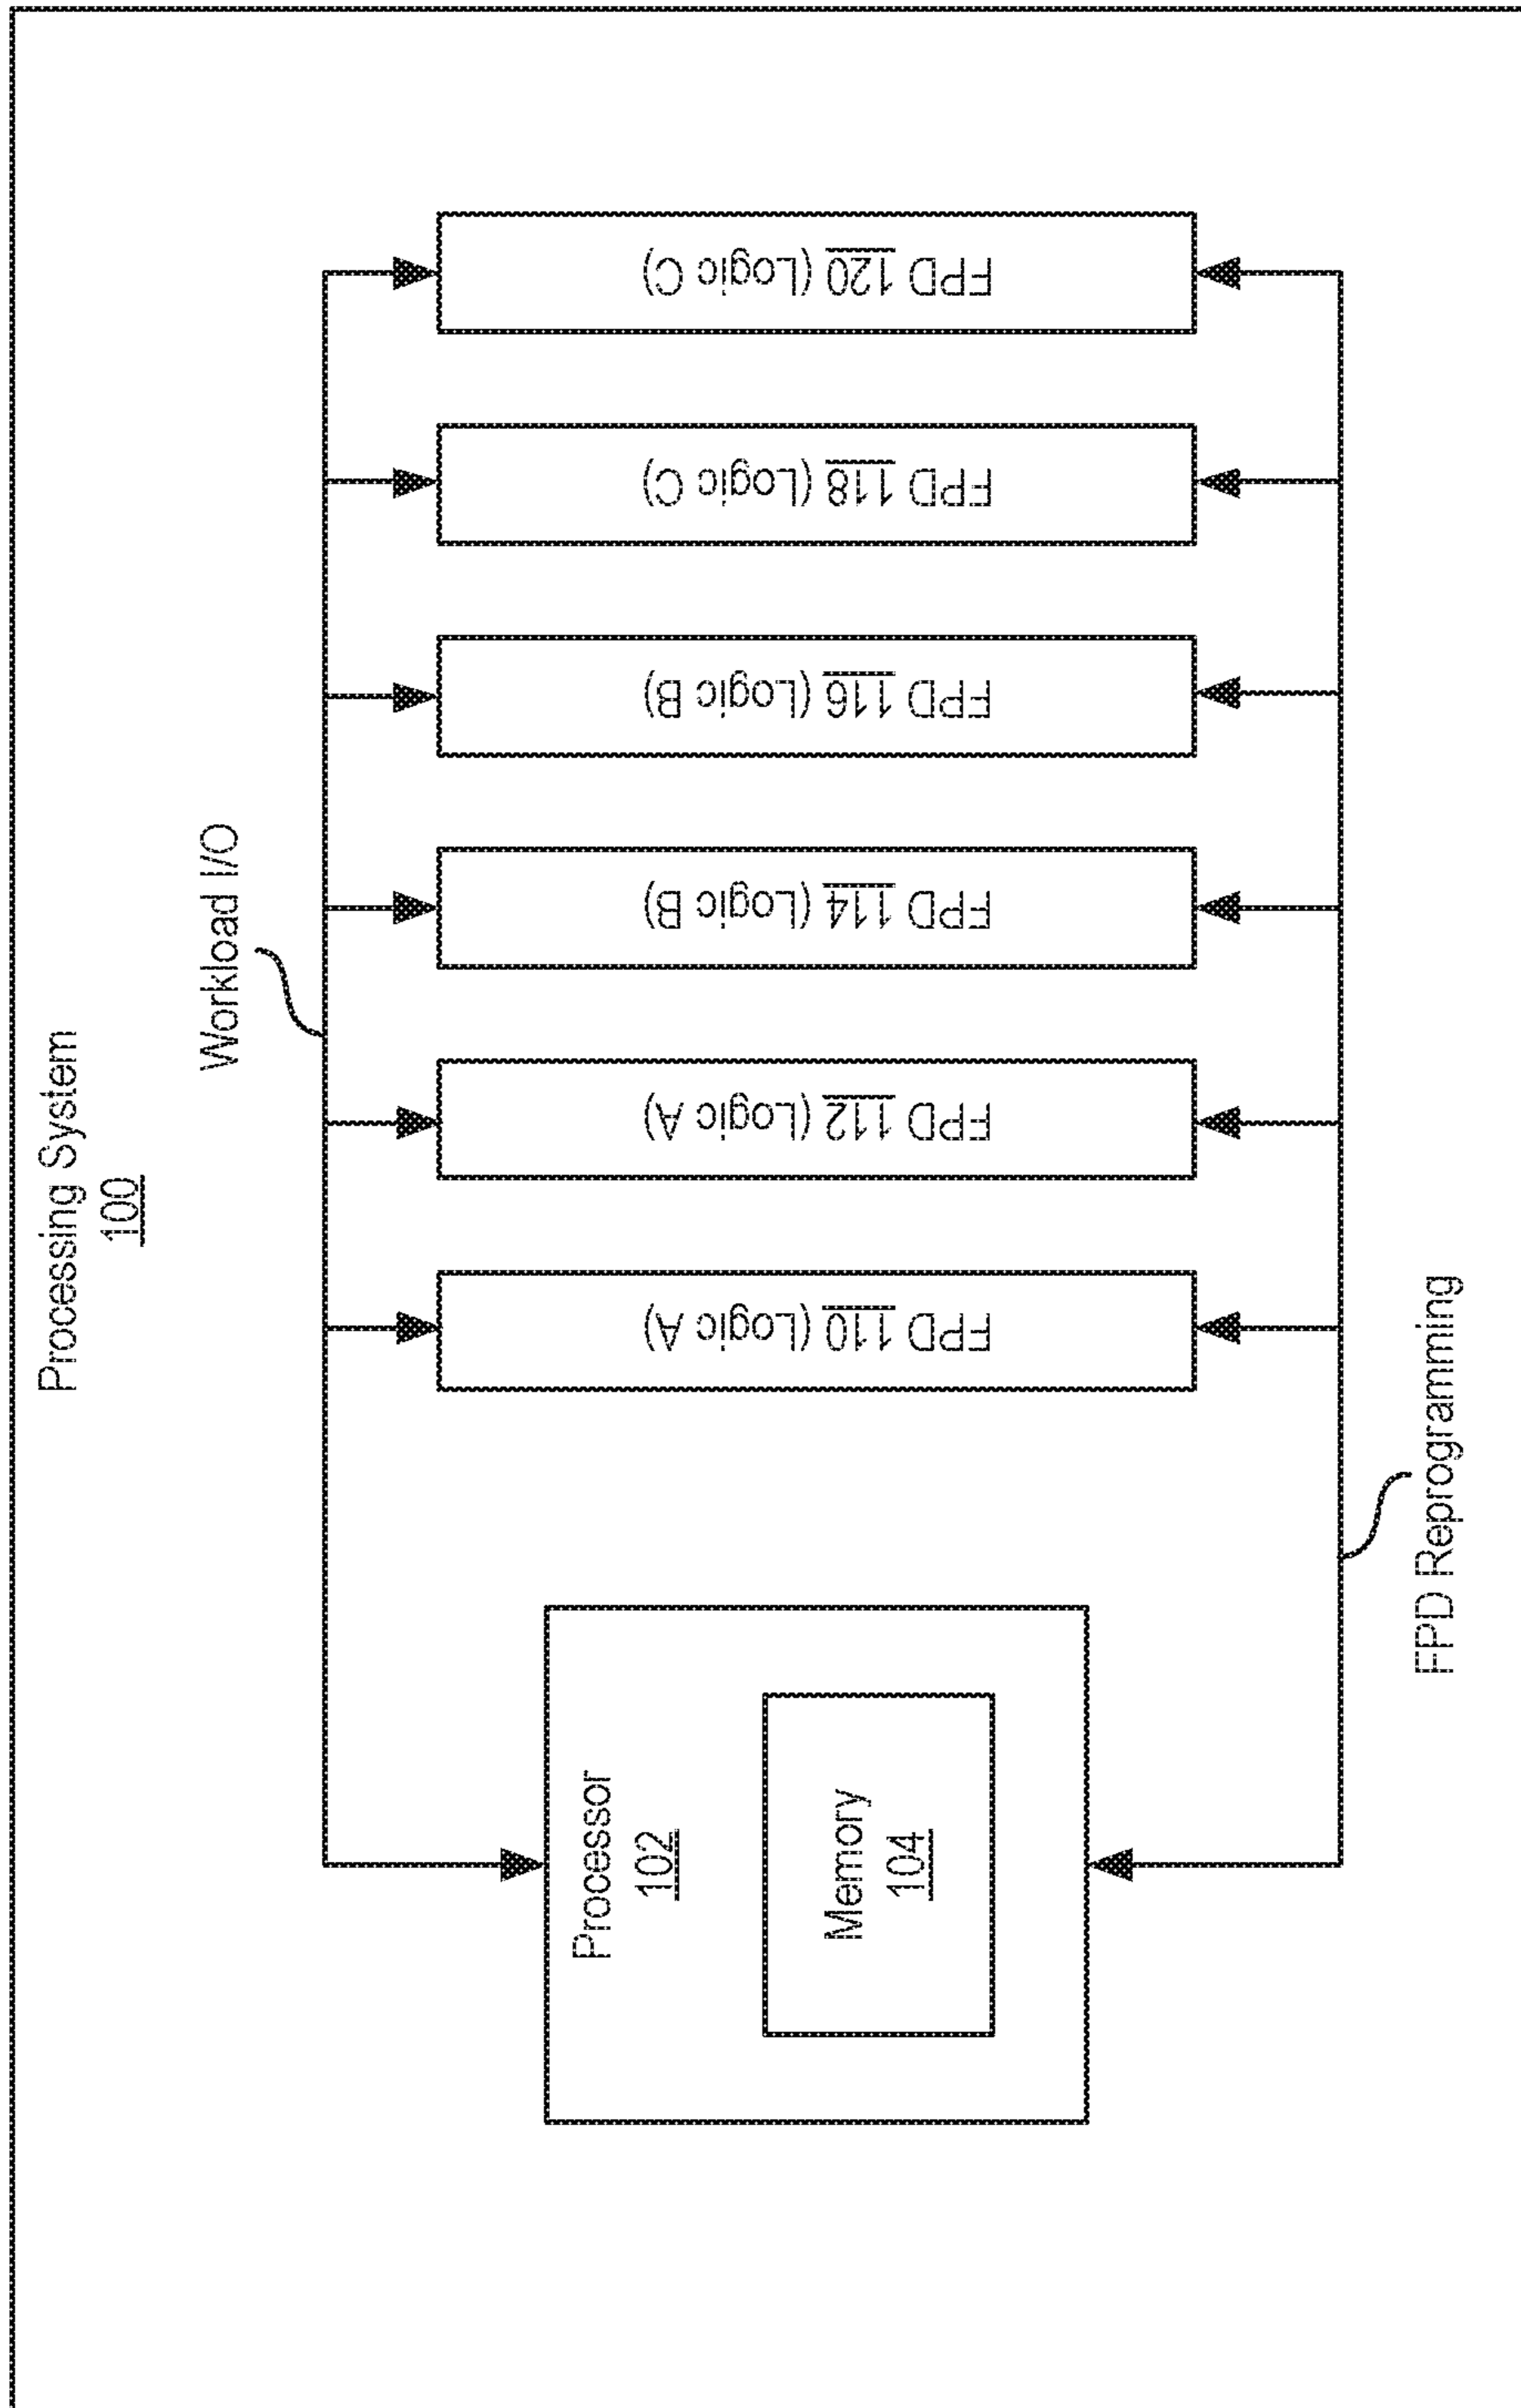 Processing System
100
Workload I/O
Processor
102
Memory
104
FPD 110 (Logic A)
FPD 112 (Logic A)
FPD 114 (Logic B)
FPD 116 (Logic B)
FPD 118 (Logic C)
FPD 120 (Logic C)
FPD Reprogramming